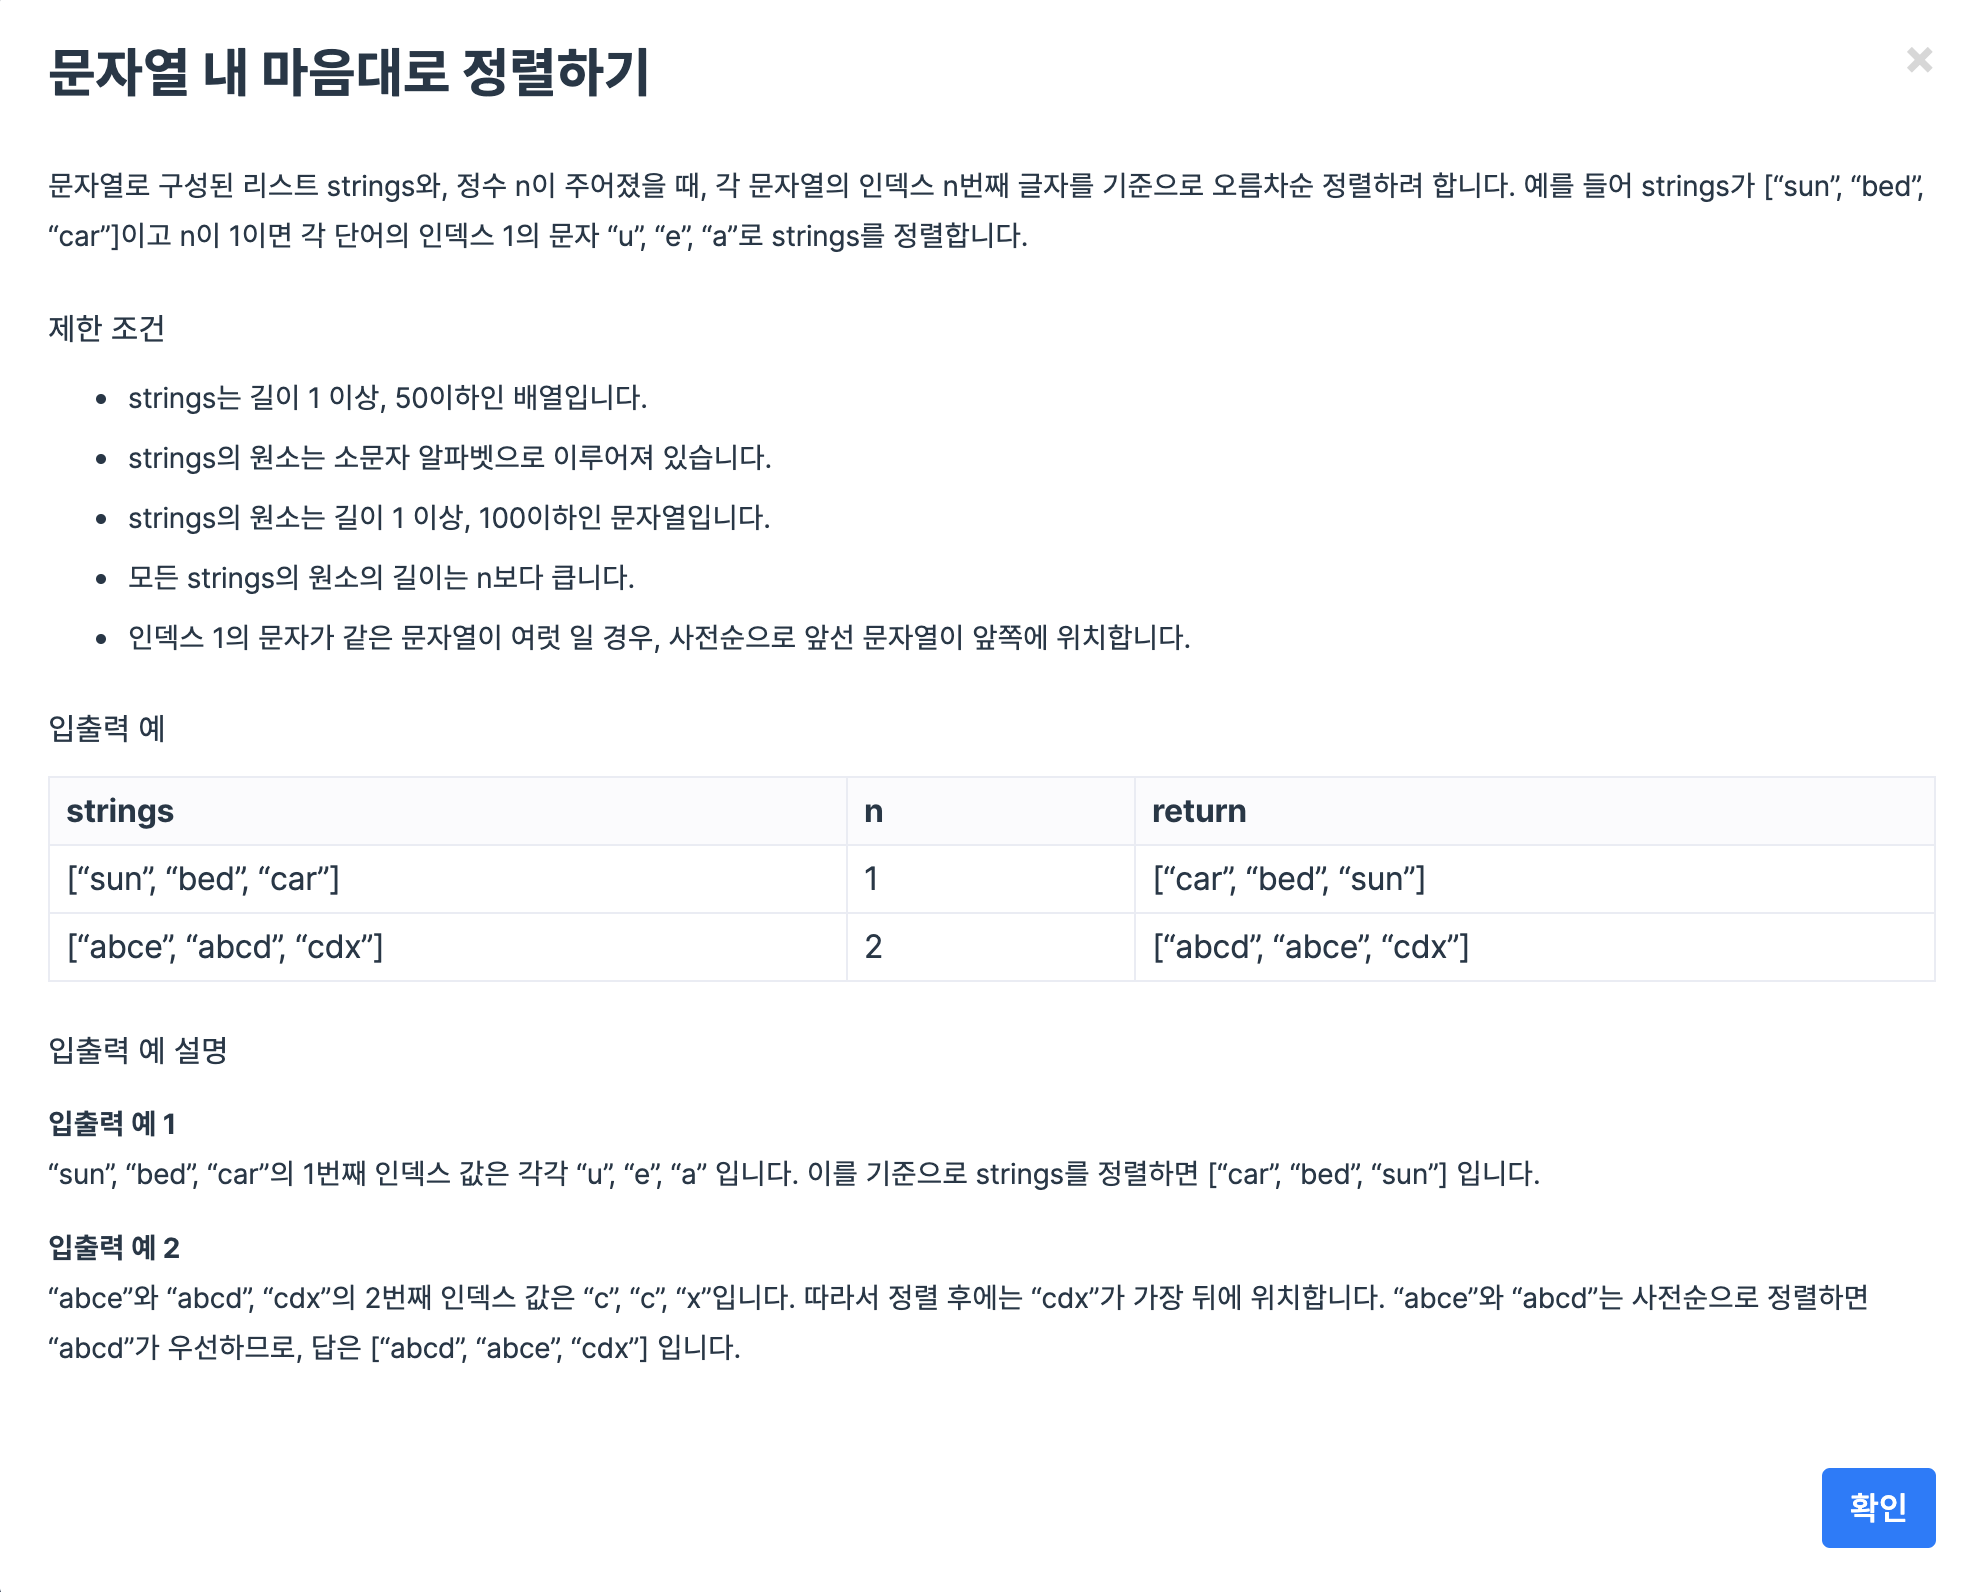 문자열 내 마음대로 정렬하기
×
문자열로 구성된 리스트 strings와, 정수 n이 주어졌을 때, 각 문자열의 인덱스 n번째 글자를 기준으로 오름차순 정렬하려 합니다. 예를 들어 strings가 [“sun”, “bed”,
“car”]이고 n이 1이면 각 단어의 인덱스 1의 문자 “u”, “e”, “a”로 strings를 정렬합니다.
제한 조건
• strings는 길이 1 이상, 50이하인 배열입니다.
• strings의 원소는 소문자 알파벳으로 이루어져 있습니다.
• strings의 원소는 길이 1 이상, 100이하인 문자열입니다.
• 모든 strings의 원소의 길이는 n보다 큽니다.
• 인덱스 1의 문자가 같은 문자열이 여럿 일 경우, 사전순으로 앞선 문자열이 앞쪽에 위치합니다.
입출력 예
strings n return
[“sun”, “bed”, “car”] 1 [“car”, “bed”, “sun”]
[“abce”, “abcd”, “cdx”] 2 [“abcd”, “abce”, “cdx”]
입출력 예 설명
입출력 예 1
“sun”, “bed”, “car”의 1번째 인덱스 값은 각각 “u”, “e”, “a” 입니다. 이를 기준으로 strings를 정렬하면 [“car”, “bed”, “sun”] 입니다.
입출력 예 2
“abce”와 “abcd”, “cdx”의 2번째 인덱스 값은 “c”, “c”, “x”입니다. 따라서 정렬 후에는 “cdx”가 가장 뒤에 위치합니다. “abce”와 “abcd”는 사전순으로 정렬하면
“abcd”가 우선하므로, 답은 [“abcd”, “abce”, “cdx”] 입니다.
확인